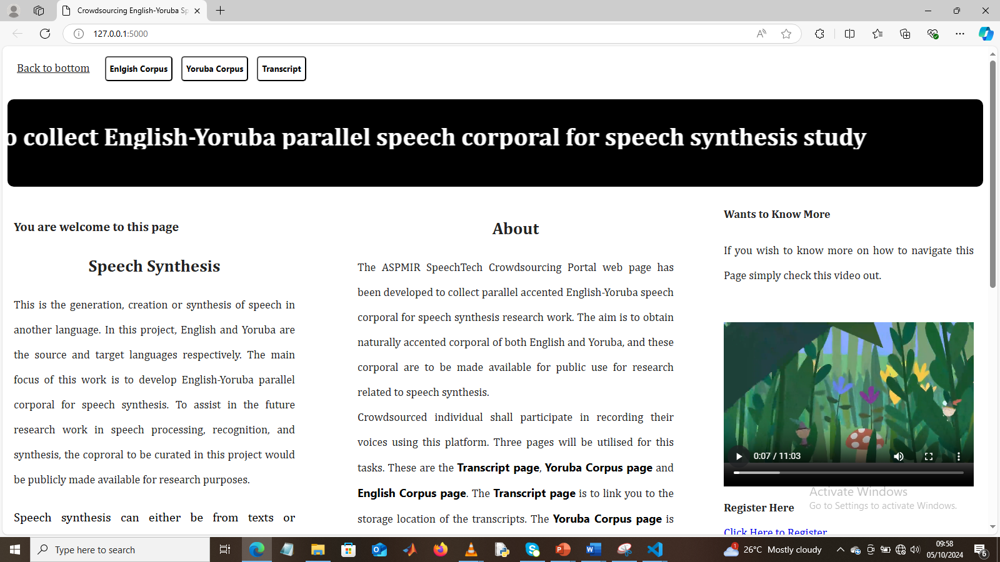 Crowdsourcing English-Yoruba Sp
127.0.0.1:5000
Back to bottom
Enlgish Corpus
Yoruba Corpus
Transcript
o collect English-Yoruba parallel speech corporal for speech synthesis study
You are welcome to this page
Speech Synthesis
This is the generation, creation or synthesis of speech in
another language. In this project, English and Yoruba are
the source and target languages respectively. The main
focus of this work is to develop English-Yoruba parallel
corporal for speech synthesis. To assist in the future
research work in speech processing, recognition, and
synthesis, the coproral to be curated in this project would
be publicly made available for research purposes.
Speech synthesis can either be from texts or
About
The ASPMIR SpeechTech Crowdsourcing Portal web page has
been developed to collect parallel accented English-Yoruba speech
corporal for speech synthesis research work. The aim is to obtain
naturally accented corporal of both English and Yoruba, and these
corporal are to be made available for public use for research
related to speech synthesis.
Crowdsourced individual shall participate in recording their
voices using this platform. Three pages will be utilised for this
tasks. These are the Transcript page, Yoruba Corpus page and
English Corpus page. The Transcript page is to link you to the
storage location of the transcripts. The Yoruba Corpus page is
Wants to Know More
If you wish to know more on how to navigate this
Page simply check this video out.
0:07 / 11:03
Activate Windows
Go to Settings to activate Windows.
Register Here
Click Here to Register
Type here to search
1
26°C Mostly cloudy
09:58
05/10/2024
6